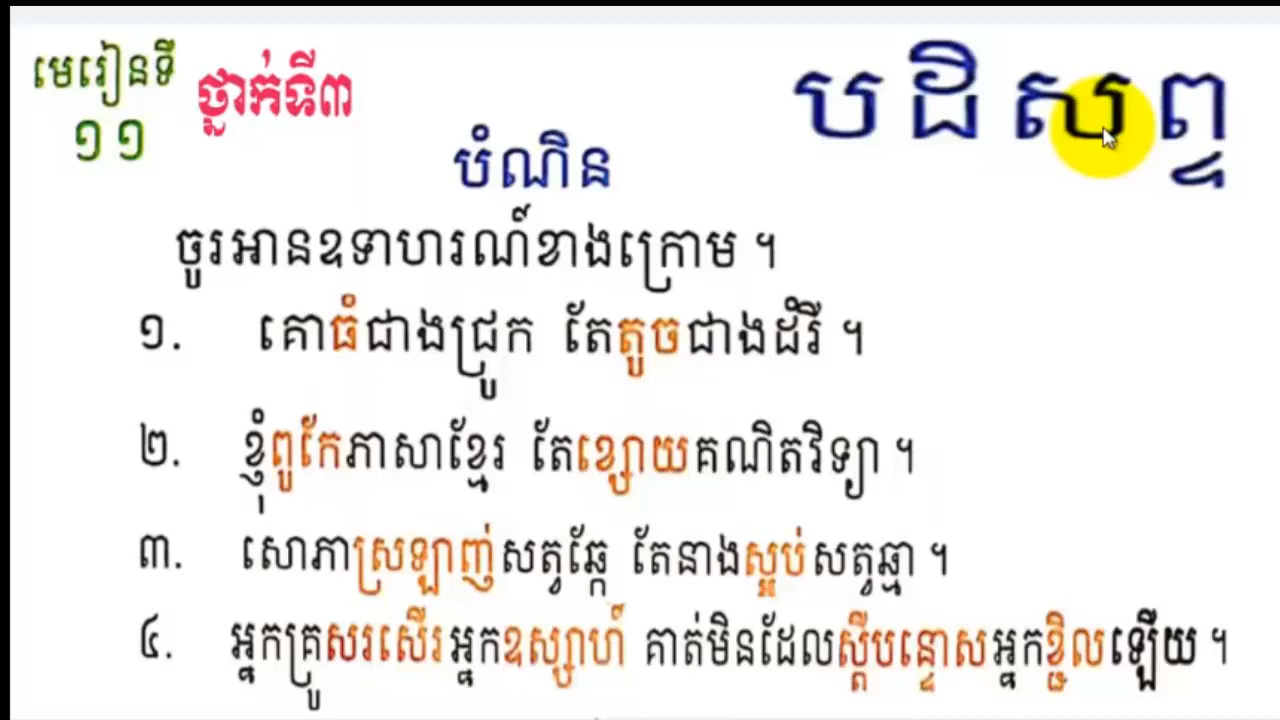 មេរៀនទី
១១
ថ្នាក់ទី៣
បដិសព្ទ
បំណិន
ចូរអានឧទាហរណ៍ខាងក្រោម ។
១. គោធំជាងជ្រូក តែតូចជាងដំរី ។
២. ខ្ញុំពូកែភាសាខ្មែរ តែខ្សោយគណិតវិទ្យា ។
៣. សោភាស្រឡាញ់សត្វឆ្កែ តែនាងស្អប់សត្វឆ្មា ។
៤. អ្នកគ្រូសរសើរអ្នកឧស្សាហ៍ គាត់មិនដែលស្តីបន្ទោសអ្នកខ្ជិលឡើយ ។